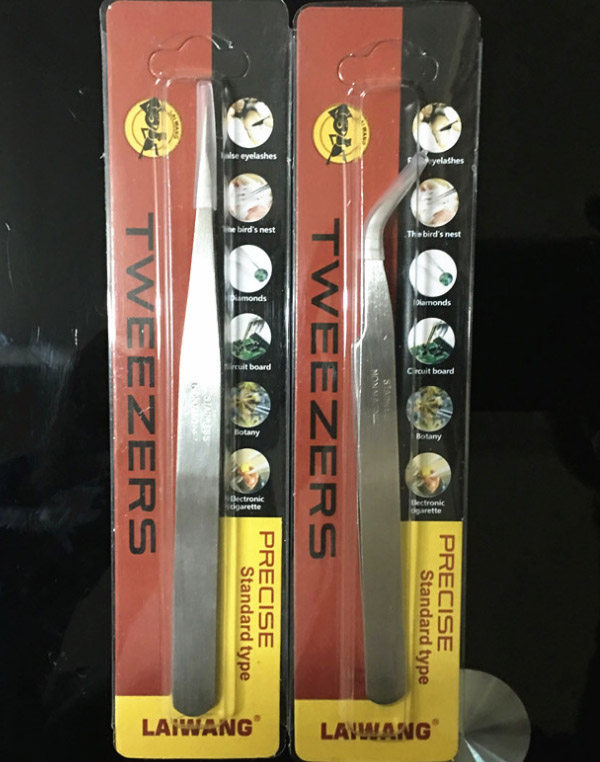 False eyelashes
The bird's nest
Diamonds
Circuit board
Botany
Electronic
cigarette
TWEEZERS
STAINLESS
PRECISE
Standard type
LAIWANG®
eyelashes
The bird's nest
Diamonds
Circuit board
Botany
Electronic
cigarette
TWEEZERS
PRECISE
Standard type
LAIWANG®